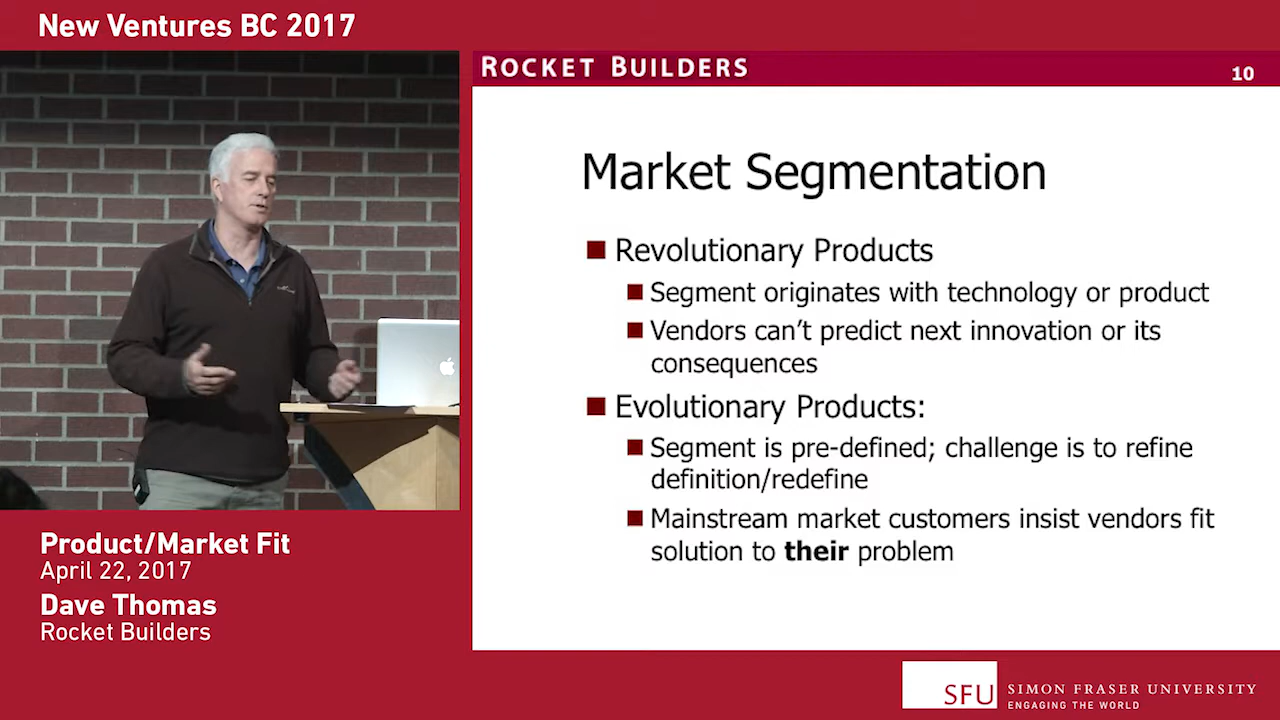 New Ventures BC 2017
ROCKET BUILDERS
10
Market Segmentation
Revolutionary Products
Segment originates with technology or product
Vendors can’t predict next innovation or its
consequences
Evolutionary Products:
Segment is pre-defined; challenge is to refine
definition/redefine
Mainstream market customers insist vendors fit
solution to their problem
Product/Market Fit
April 22, 2017
Dave Thomas
Rocket Builders
SFU
SIMON FRASER UNIVERSITY
ENGAGING THE WORLD